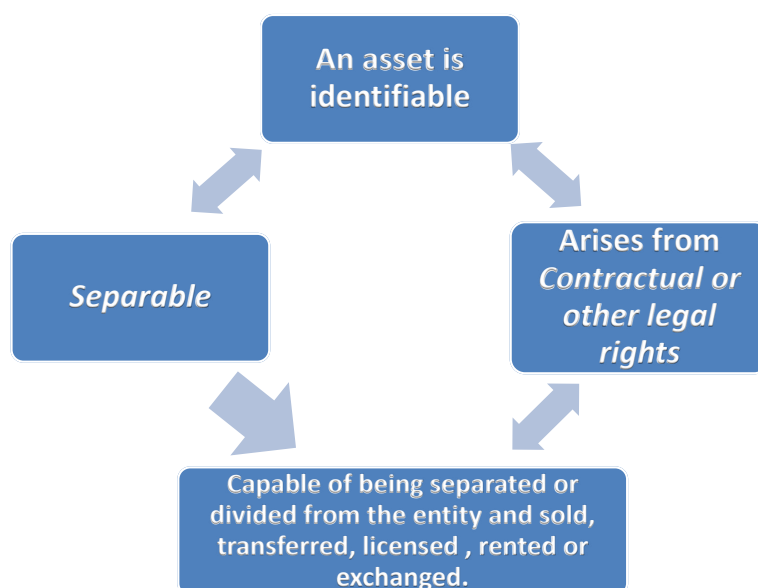 An asset is
identifiable
Separable
Arises from
Contractual or
other legal
rights
Capable of being separated or
divided from the entity and sold,
transferred, licensed , rented or
exchanged.